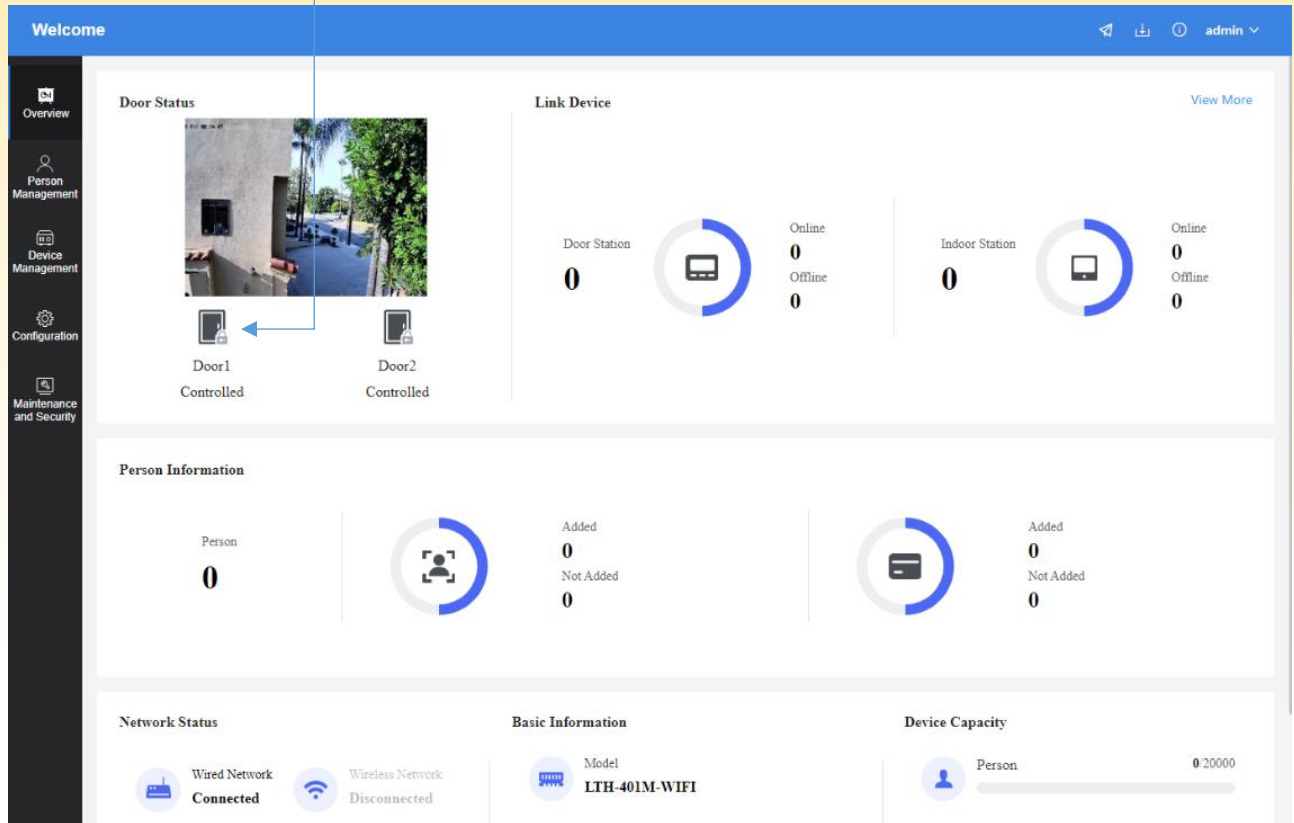 Welcome
admin
Overview
Person
Management
Device
Management
Configuration
Maintenance
and Security
Door Status
Door1
Controlled
Door2
Controlled
Link Device
View More
Door Station
0
Online
0
Offline
0
Indoor Station
0
Online
0
Offline
0
Person Information
Person
0
Added
0
Not Added
0
Added
0
Not Added
0
Network Status
Wired Network
Connected
Wireless Network
Disconnected
Basic Information
Model
LTH-401M-WIFI
Device Capacity
Person
0/20000